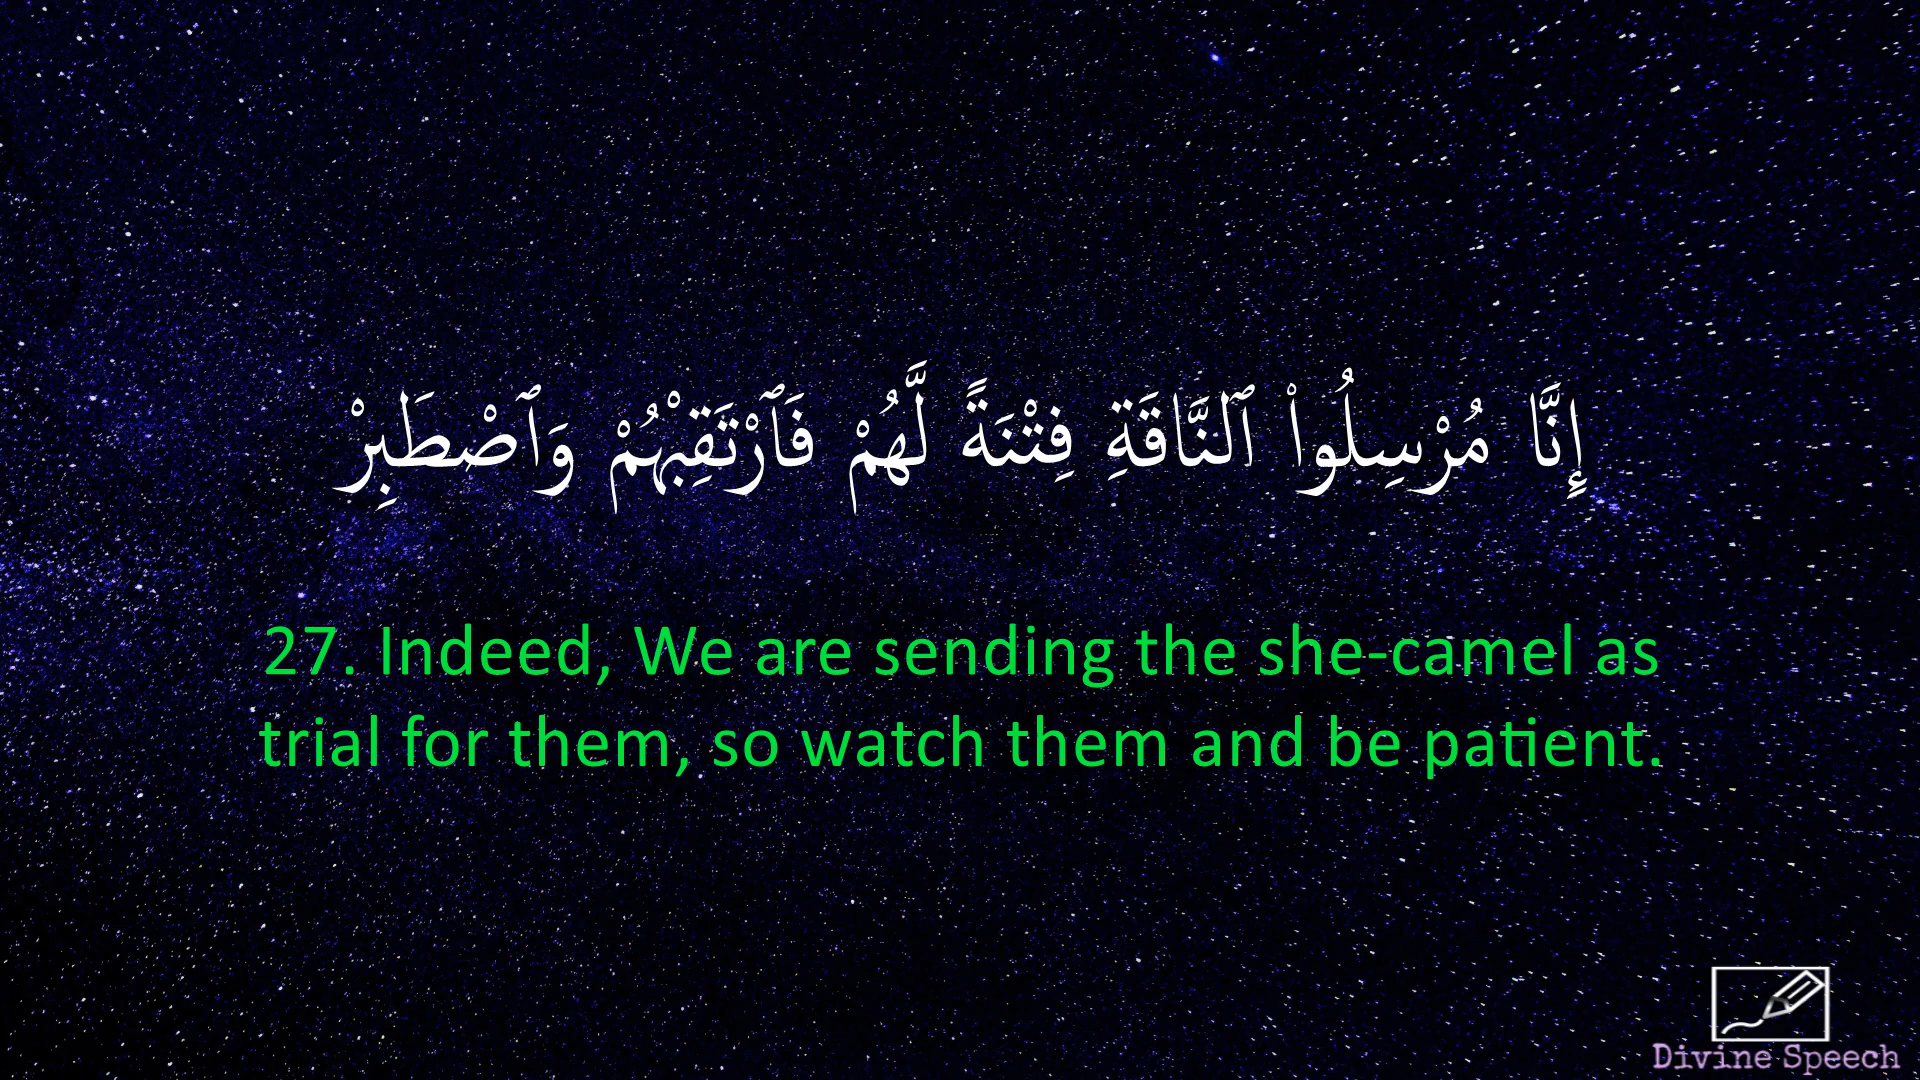 إِنَّا مُرْسِلُوا۟ ٱلنَّاقَةِ فِتْنَةً لَّهُمْ فَٱرْتَقِبْهُمْ وَٱصْطَبِرْ
27. Indeed, We are sending the she-camel as
trial for them, so watch them and be patient.
Divine Speech